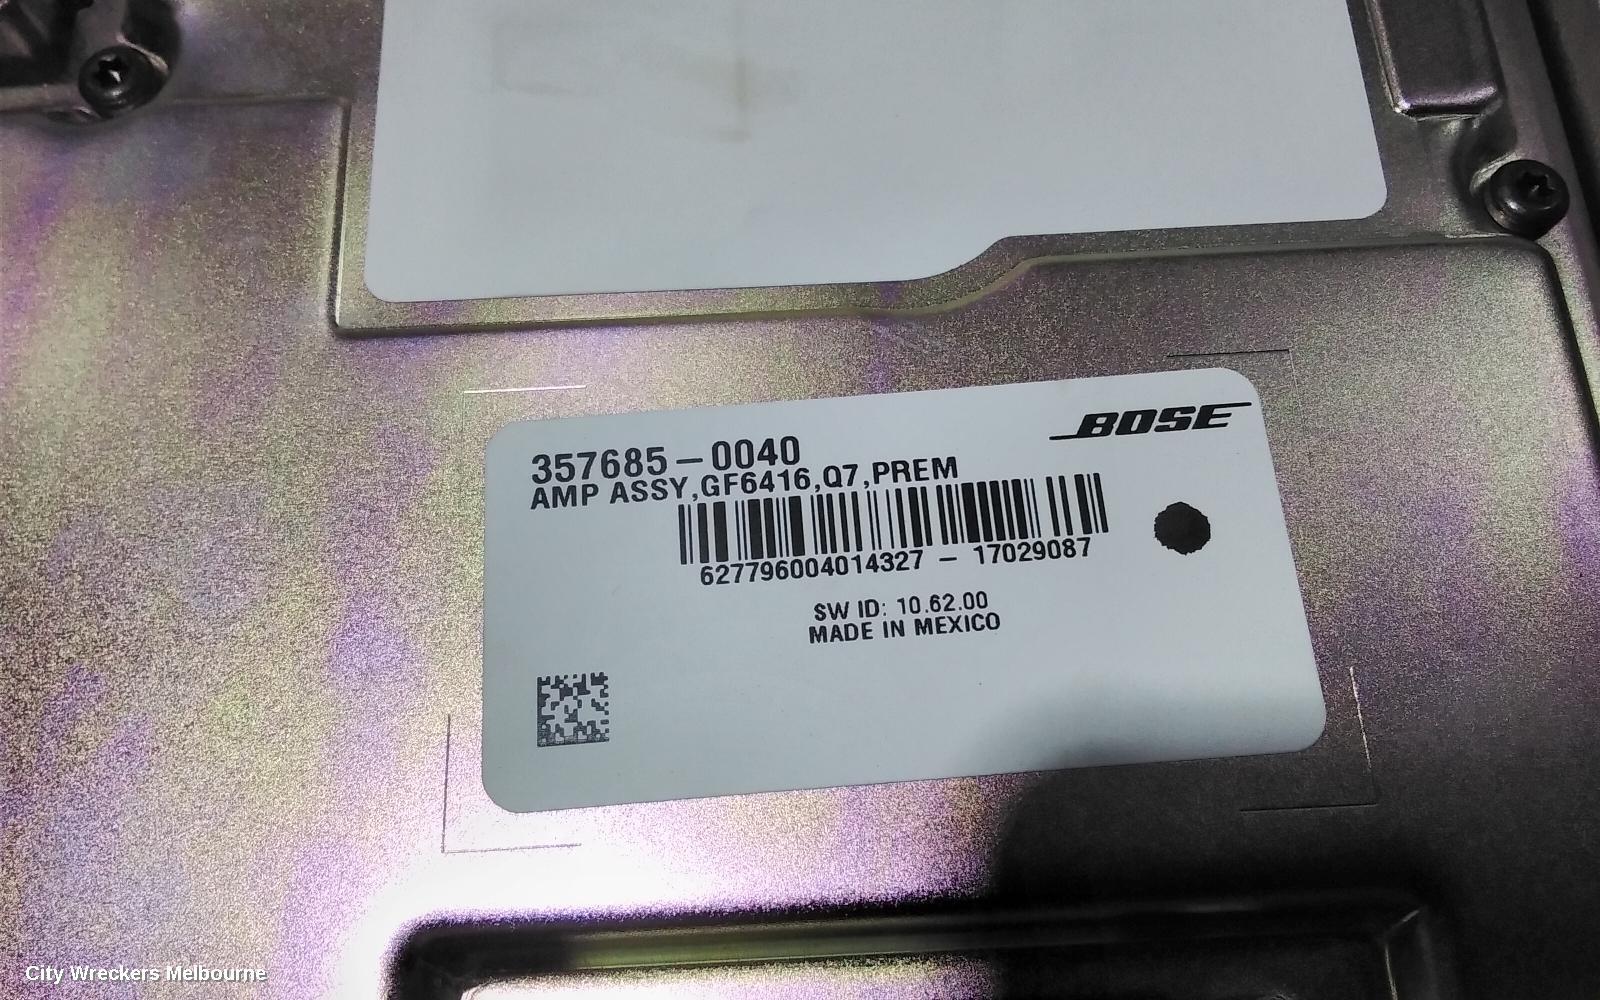 BOSE
357685-0040
AMP ASSY,GF6416,Q7,PREM
627796004014327 - 17029087
SW ID: 10.62.00
MADE IN MEXICO
City Wreckers Melbourne